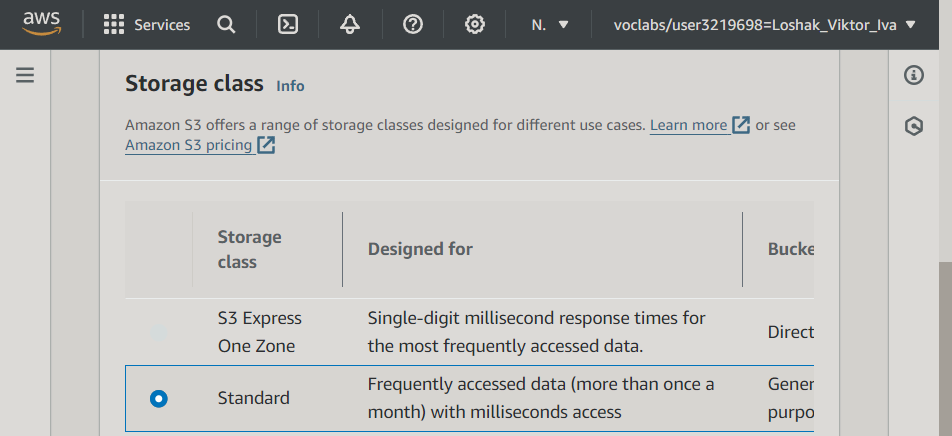 aws Services N. voclabs/user3219698=Loshak_Viktor_Iva
Storage class Info
Amazon S3 offers a range of storage classes designed for different use cases. Learn more or see
Amazon S3 pricing
Storage
class
Designed for
Bucke
S3 Express
One Zone
Single-digit millisecond response times for
the most frequently accessed data.
Direct
Standard
Frequently accessed data (more than once a
month) with milliseconds access
Gener
purpo